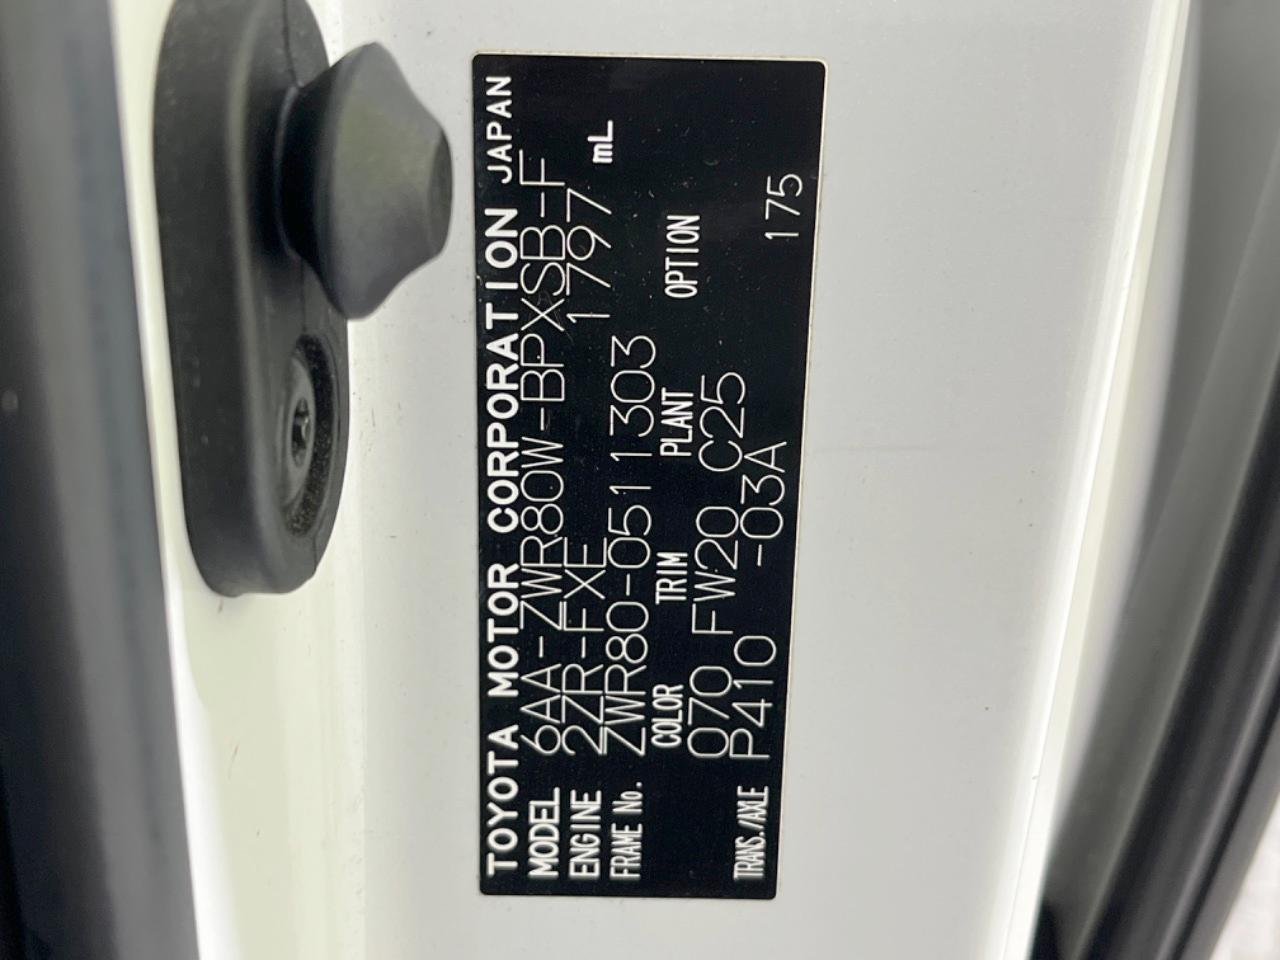 TOYOTA MOTOR CORPORATION JAPAN
MODEL 6AA-ZWR80W-BPXSB-F
ENGINE 2ZR-FXE 1797 mL
FRAME No. ZWR80-0511303
COLOR TRIM PLANT OPTION
070 FW20 C25
TRANS./AXLE P410 -03A 175